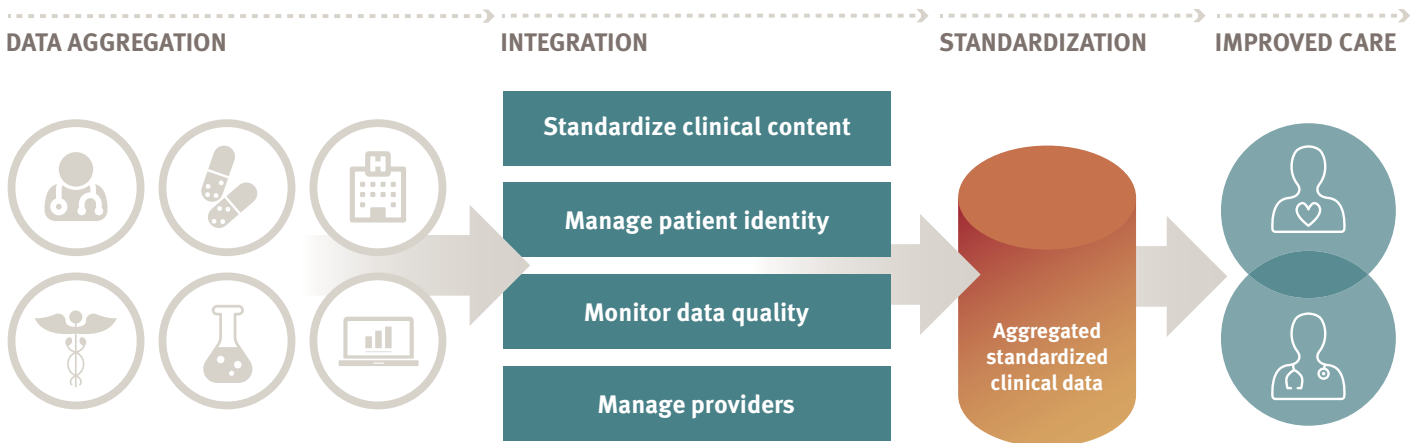 DATA AGGREGATION
INTEGRATION
STANDARDIZATION
IMPROVED CARE
Standardize clinical content
Manage patient identity
Monitor data quality
Manage providers
Aggregated
standardized
clinical data
H